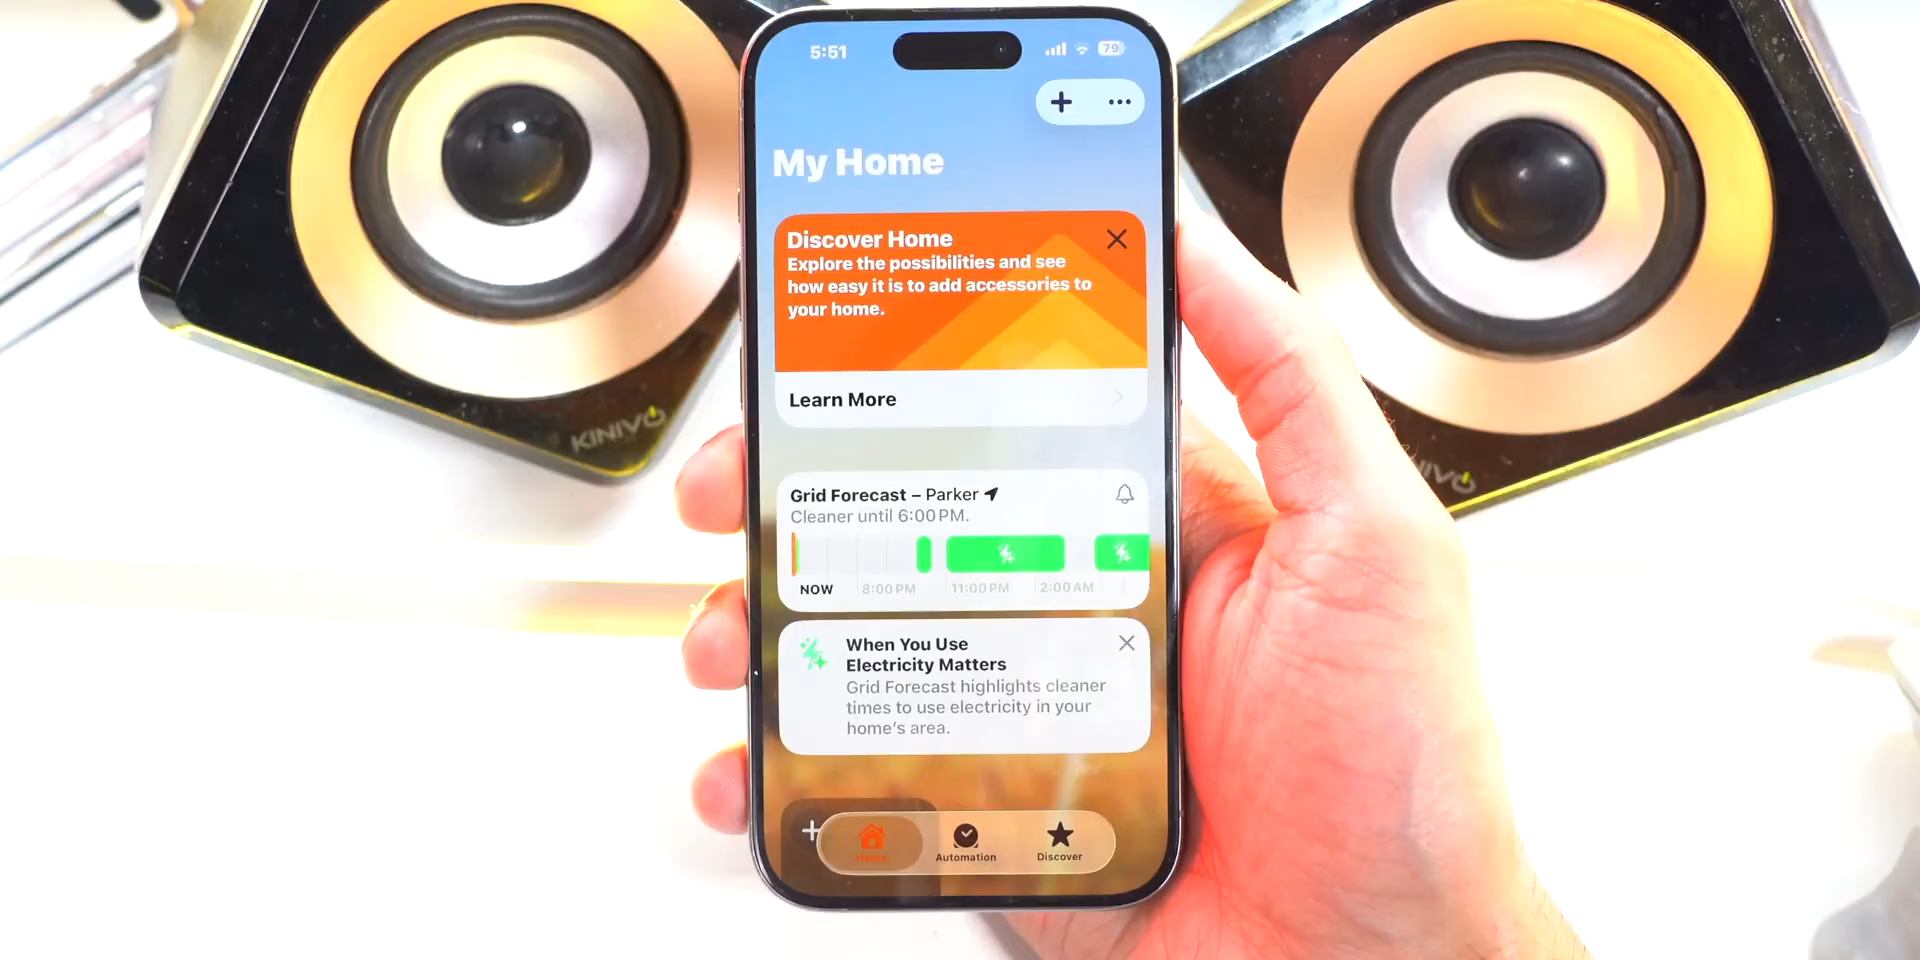 5:51
79
My Home
Discover Home
Explore the possibilities and see
how easy it is to add accessories to
your home.
Learn More
Grid Forecast – Parker
Cleaner until 6:00 PM.
NOW
8:00 PM
11:00 PM
2:00 AM
When You Use
Electricity Matters
Grid Forecast highlights cleaner
times to use electricity in your
home's area.
Home
Automation
Discover
KINIVO
IVO